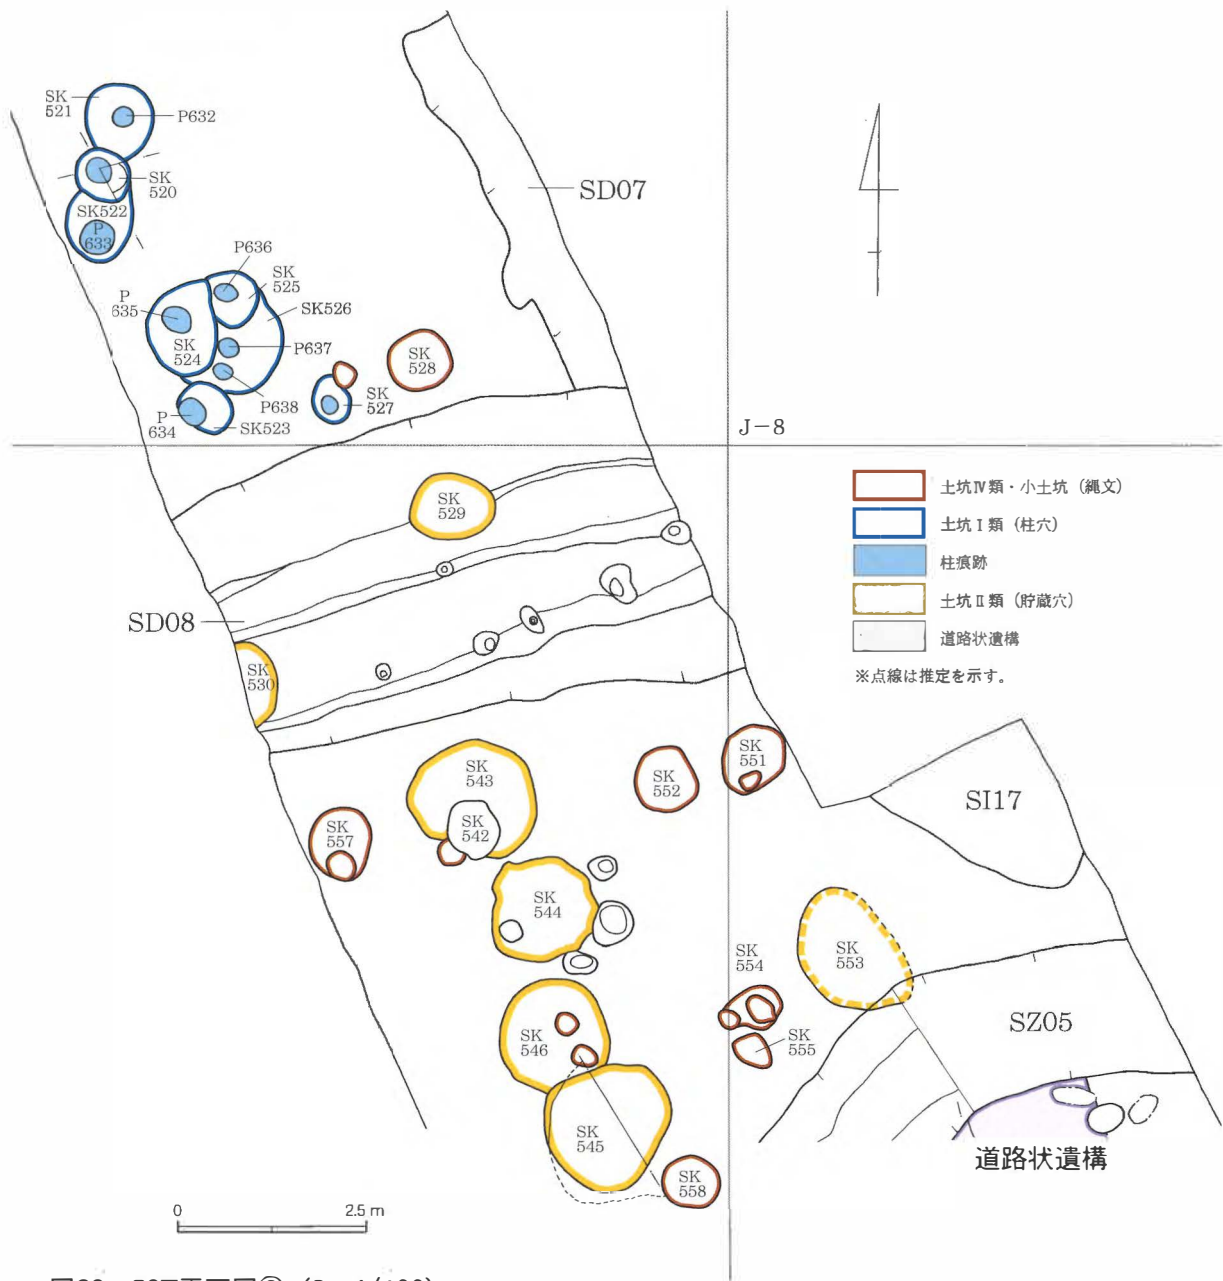 SK
521
P632
SK
520
SK522
P
633
SD07
P636
SK
525
P
635
SK526
SK
524
P637
SK
528
P638
SK
527
P
634
SK523
J-8
SK
529
土坑Ⅳ類・小土坑（縄文）
土坑Ⅰ類（柱穴）
柱痕跡
土坑Ⅱ類（貯蔵穴）
道路状遺構
※点線は推定を示す。
SD08
SK
530
SK
543
SK
542
SK
552
SK
551
SI17
SK
557
SK
544
SK
553
SK
554
SK
546
SK
555
SZ05
SK
545
道路状遺構
SK
558
0 2.5 m